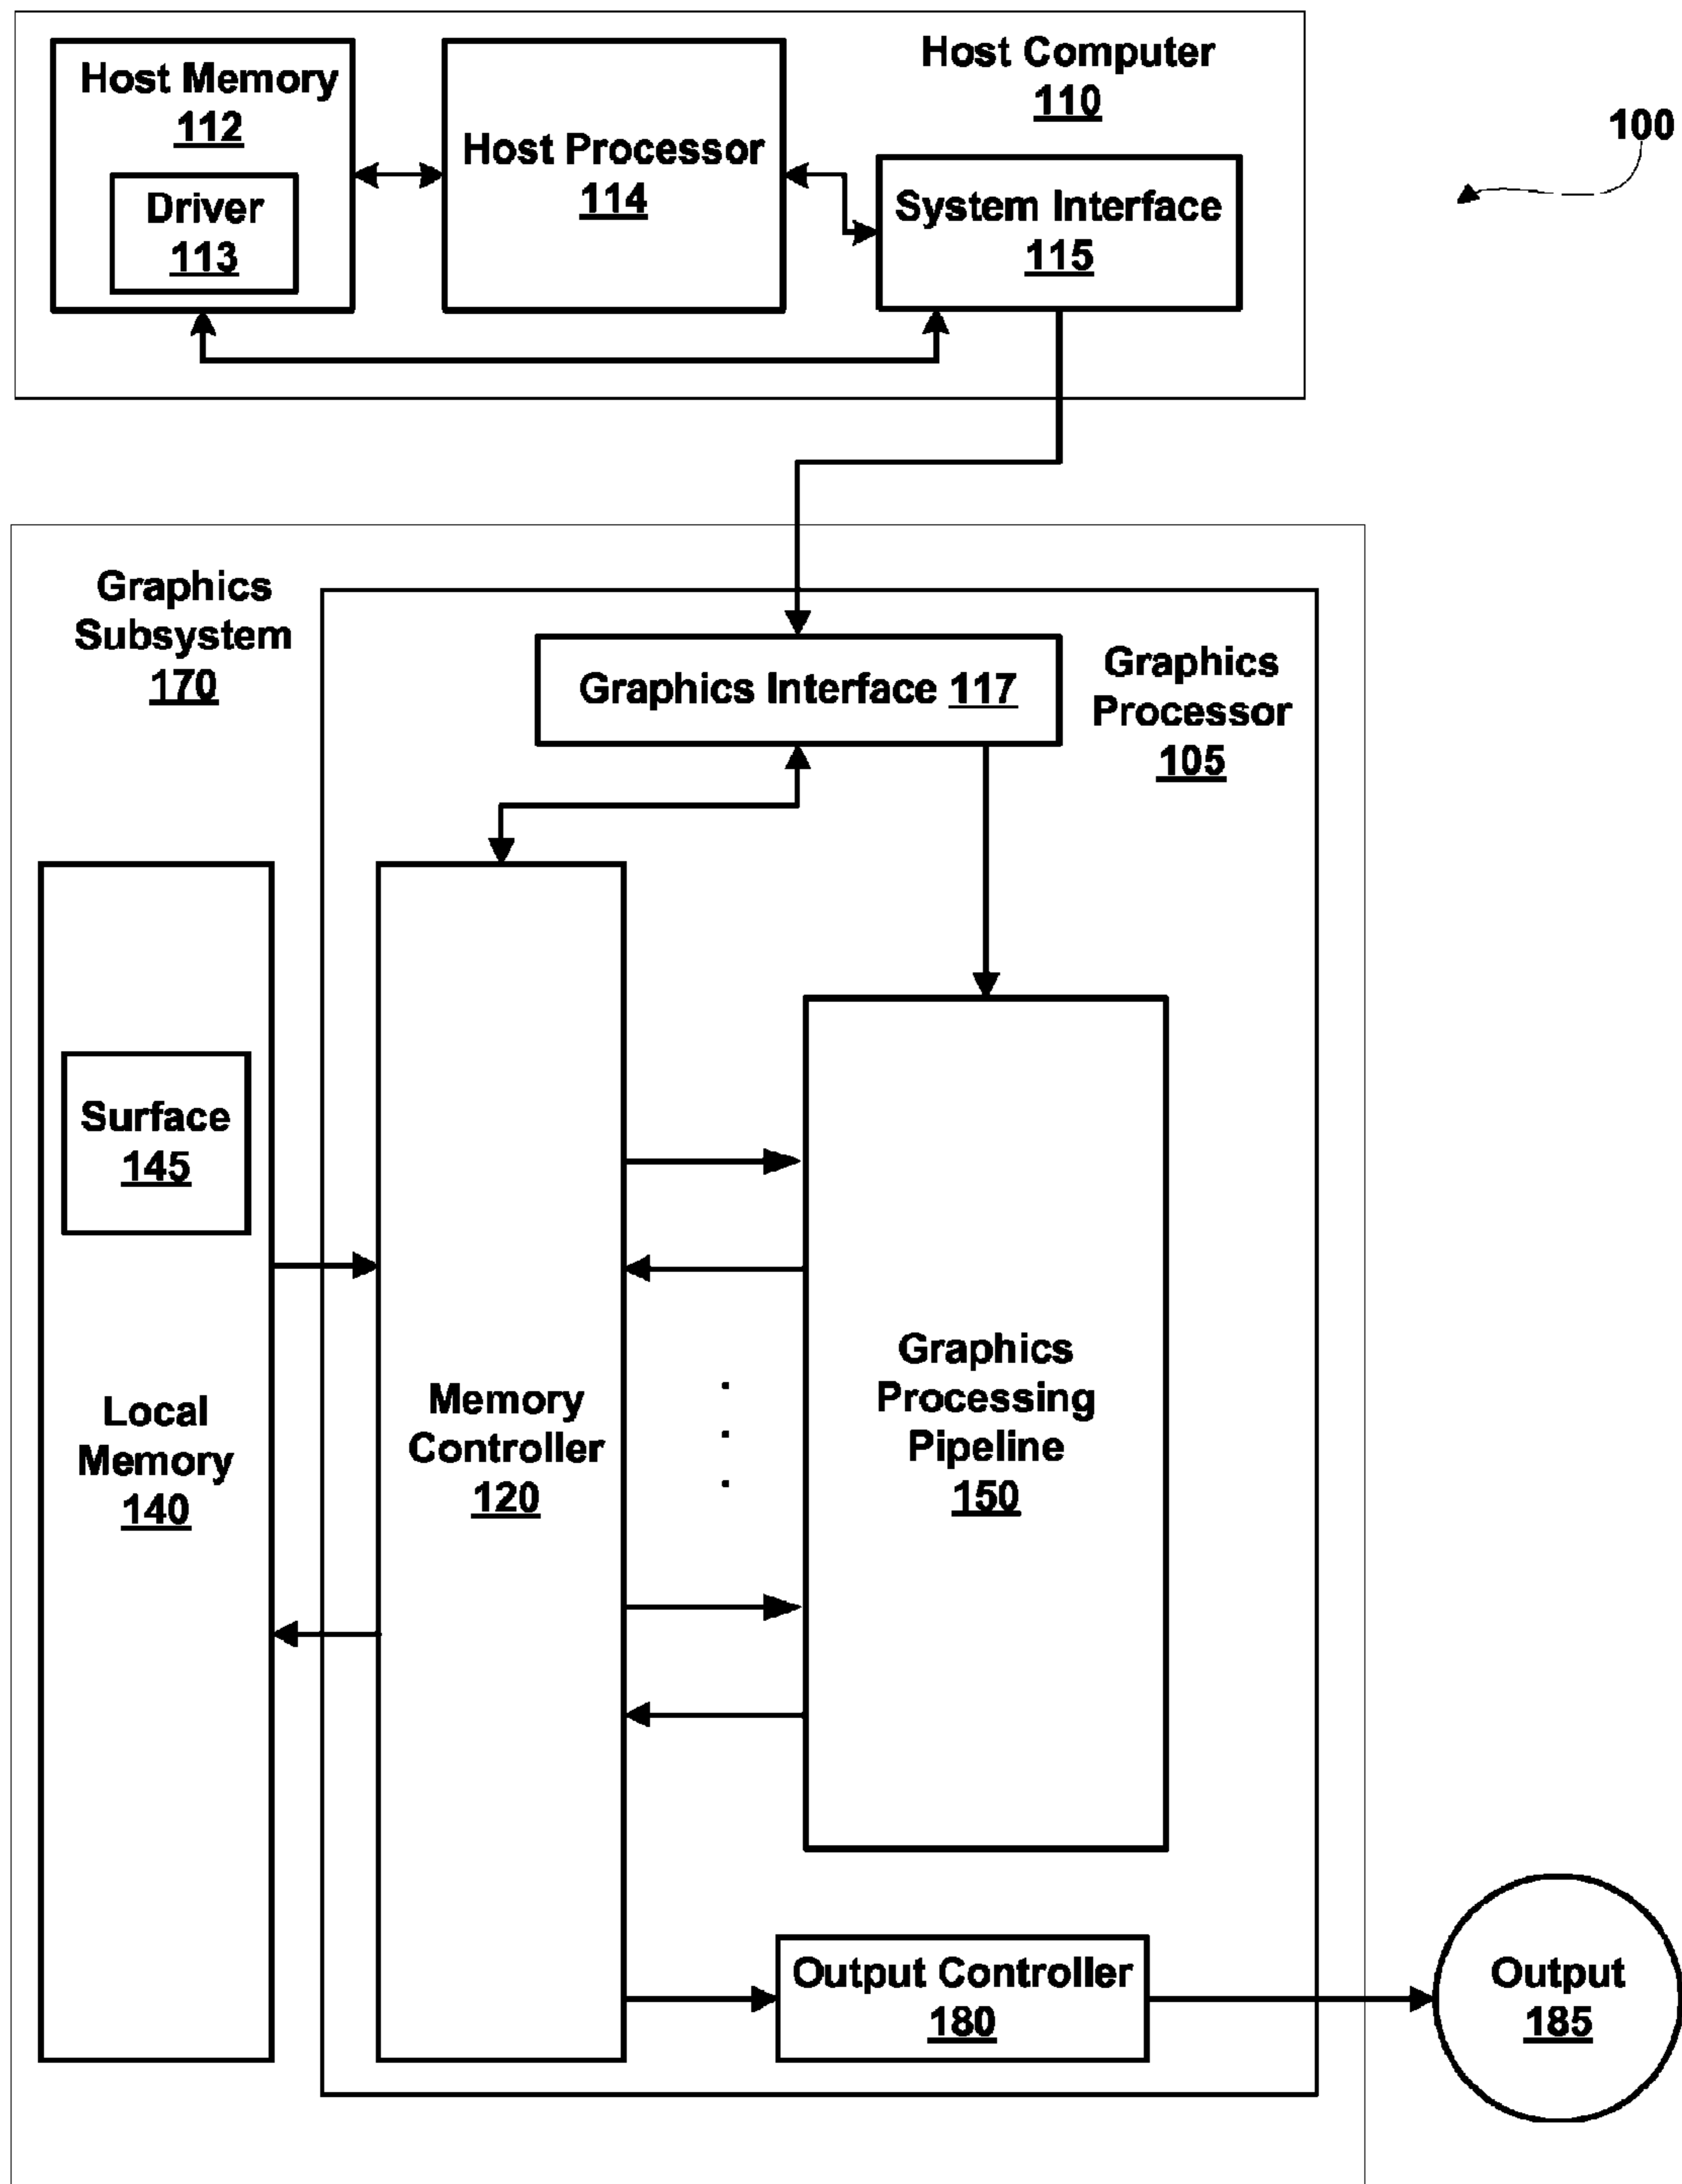 Host Memory
112
Driver
113
Host Processor
114
Host Computer
110
System Interface
115
100
Graphics
Subsystem
170
Graphics Interface 117
Graphics
Processor
105
Surface
145
Local
Memory
140
Memory
Controller
120
Graphics
Processing
Pipeline
150
Output Controller
180
Output
185